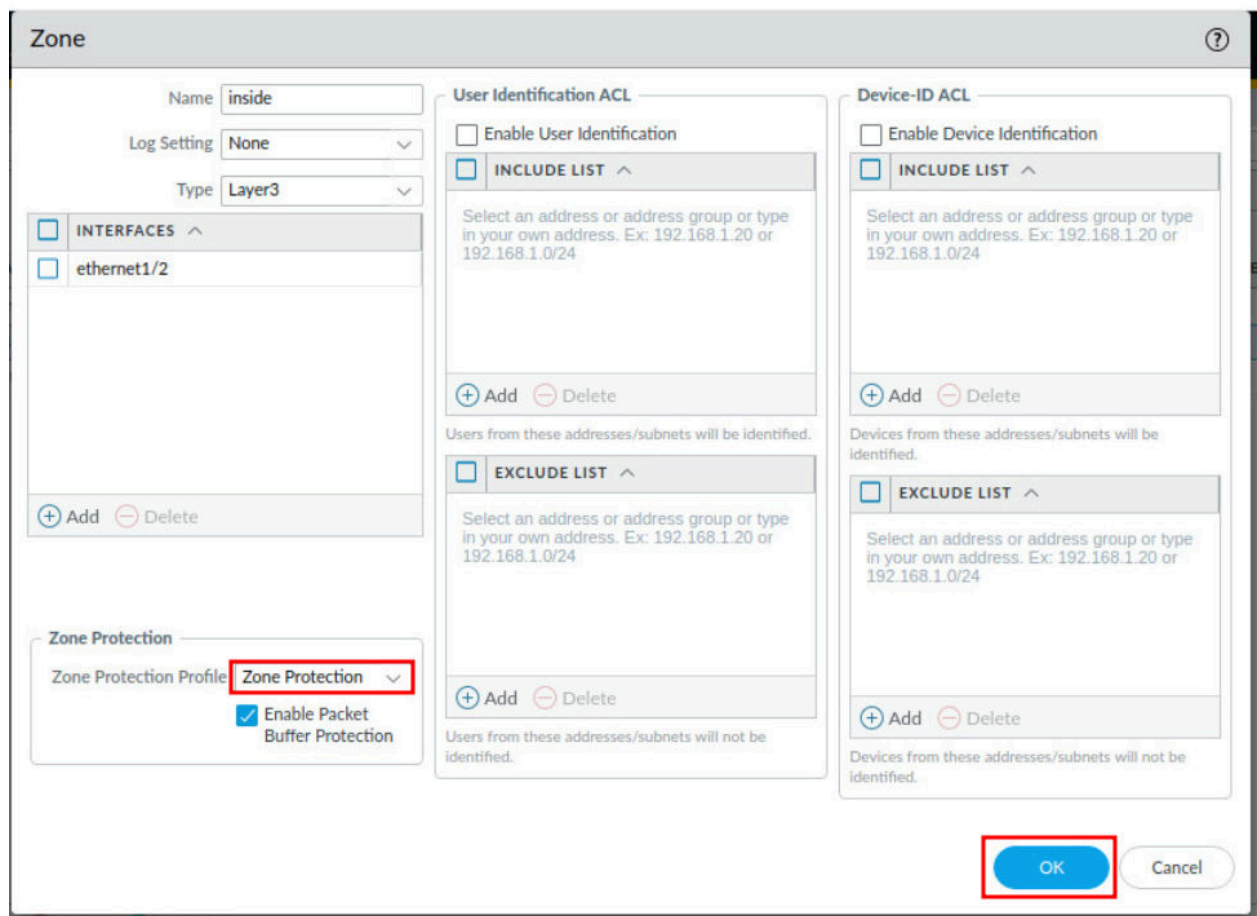 Zone
Name inside
Log Setting None
Type Layer3
INTERFACES
ethernet1/2
Add Delete
Zone Protection
Zone Protection Profile Zone Protection
Enable Packet
Buffer Protection
User Identification ACL
Enable User Identification
INCLUDE LIST
Select an address or address group or type
in your own address. Ex: 192.168.1.20 or
192.168.1.0/24
Add Delete
Users from these addresses/subnets will be identified.
EXCLUDE LIST
Select an address or address group or type
in your own address. Ex: 192.168.1.20 or
192.168.1.0/24
Add Delete
Users from these addresses/subnets will not be
identified.
Device-ID ACL
Enable Device Identification
INCLUDE LIST
Select an address or address group or type
in your own address. Ex: 192.168.1.20 or
192.168.1.0/24
Add Delete
Devices from these addresses/subnets will be
identified.
EXCLUDE LIST
Select an address or address group or type
in your own address. Ex: 192.168.1.20 or
192.168.1.0/24
Add Delete
Devices from these addresses/subnets will not be
identified.
OK Cancel